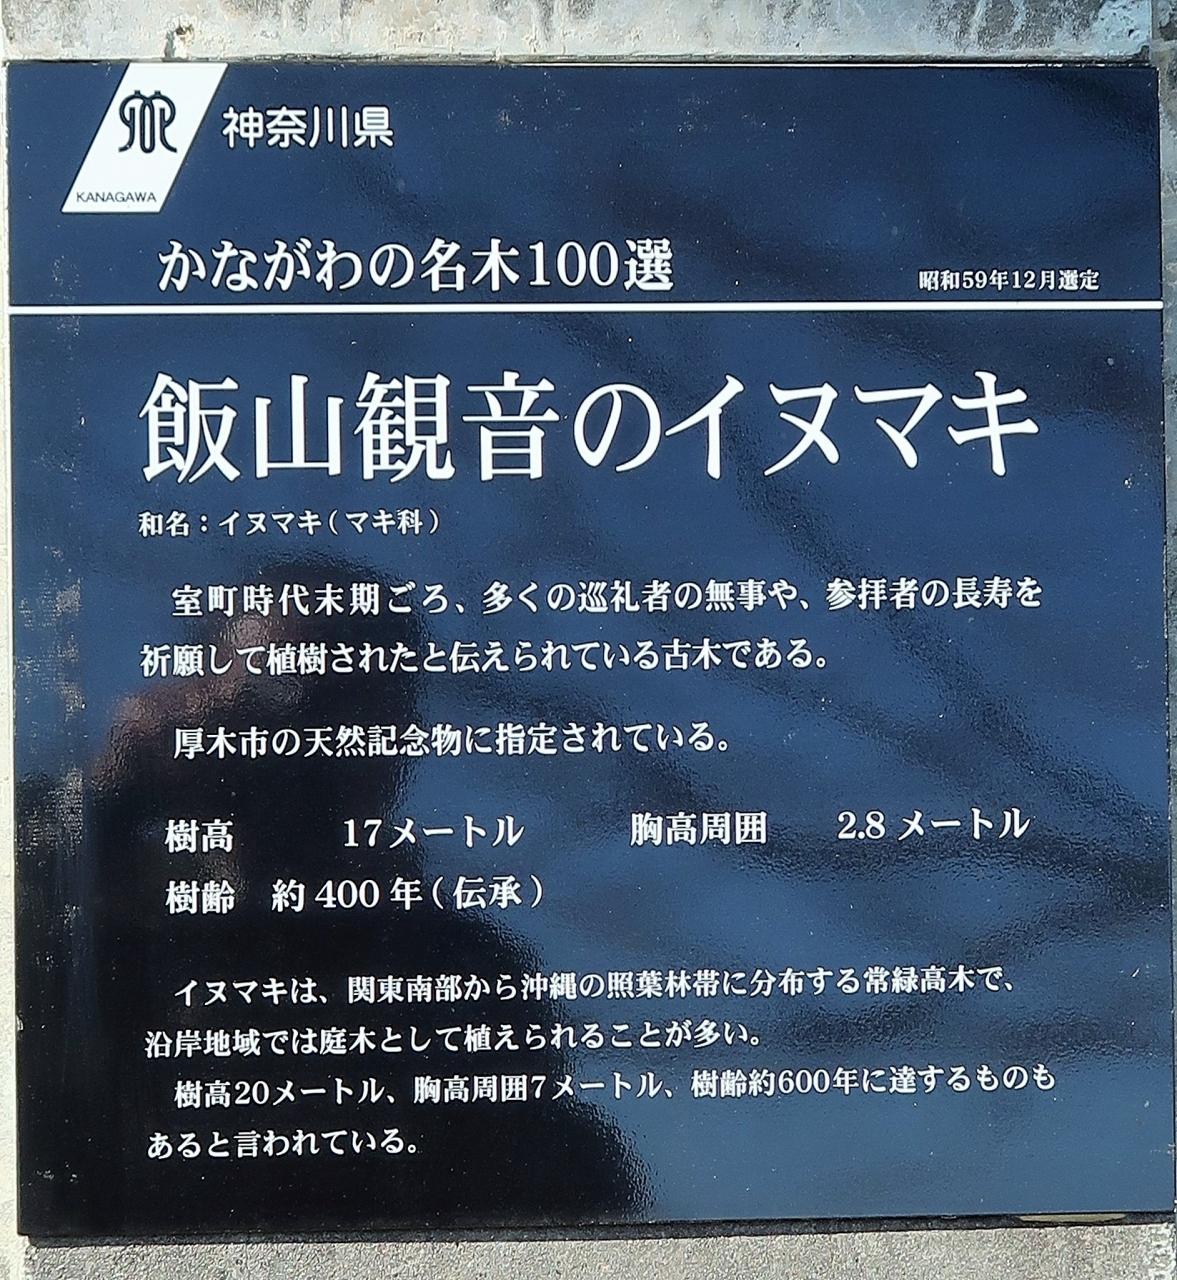 神奈川県
KANAGAWA
かながわの名木100選
昭和59年12月選定
飯山観音のイヌマキ
和名：イヌマキ（マキ科）
室町時代末期ごろ、多くの巡礼者の無事や、参拝者の長寿を
祈願して植樹されたと伝えられている古木である。
厚木市の天然記念物に指定されている。
樹高 17メートル 胸高周囲 2.8メートル
樹齢 約400年（伝承）
イヌマキは、関東南部から沖縄の照葉林帯に分布する常緑高木で、
沿岸地域では庭木として植えられることが多い。
樹高20メートル、胸高周囲7メートル、樹齢約600年に達するものも
あると言われている。